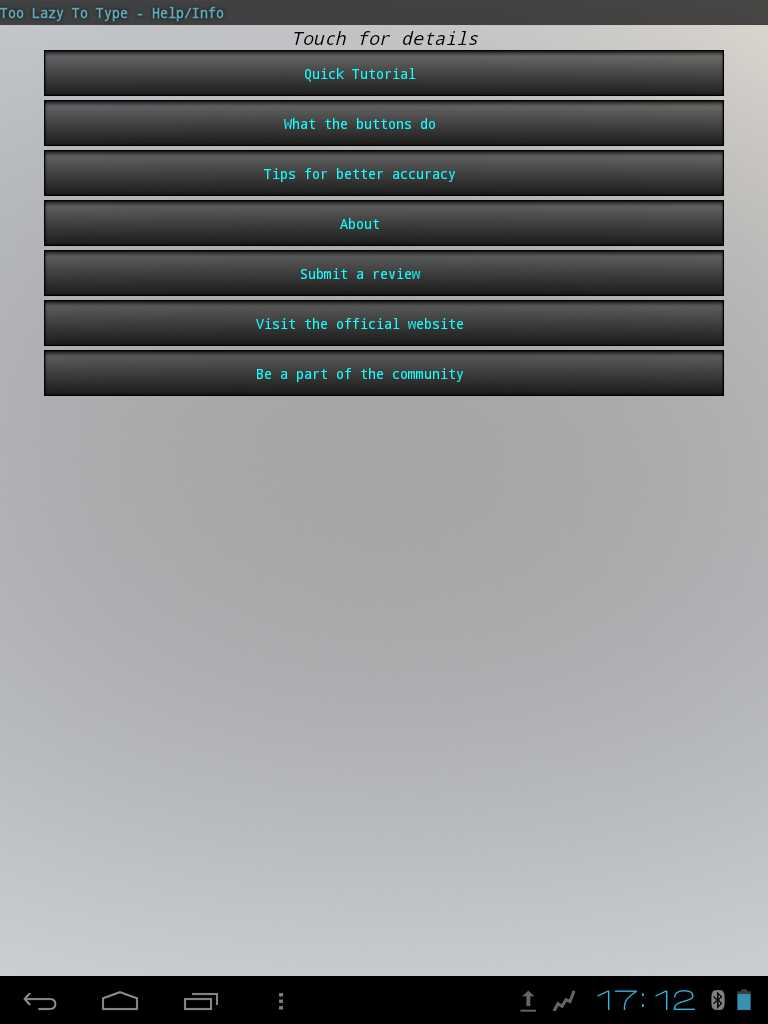 Too Lazy To Type - Help/Info
Touch for details
Quick Tutorial
What the buttons do
Tips for better accuracy
About
Submit a review
Visit the official website
Be a part of the community
17:12